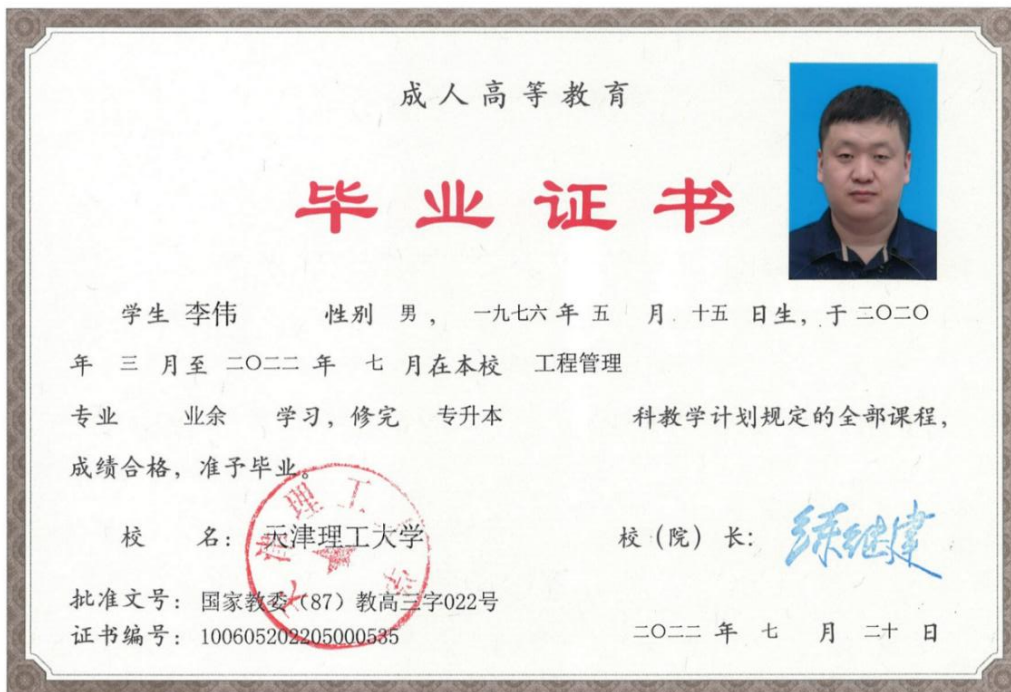 成人高等教育
毕业证书
学生 李伟 性别 男， 一九七六 年 五 月 十五 日生，于 二〇二〇
年 三 月至 二〇二二 年 七 月在本校 工程管理
专业 业余 学习，修完 专升本 科教学计划规定的全部课程，
成绩合格，准予毕业。
校 名： 天津理工大学
校（院）长： 练继建
批准文号：国家教委（87）教高三字022号
证书编号：100605202205000535
二〇二二 年 七 月 二十 日